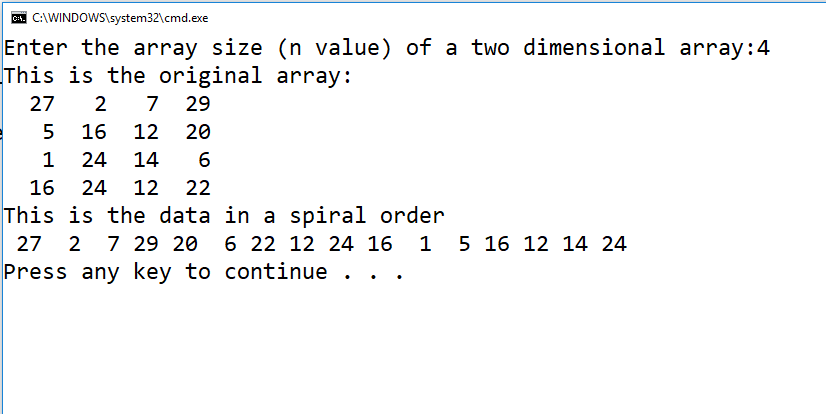 C:\WINDOWS\system32\cmd.exe
Enter the array size (n value) of a two dimensional array:4
This is the original array:
27 2 7 29
5 16 12 20
1 24 14 6
16 24 12 22
This is the data in a spiral order
27 2 7 29 20 6 22 12 24 16 1 5 16 12 14 24
Press any key to continue . . .